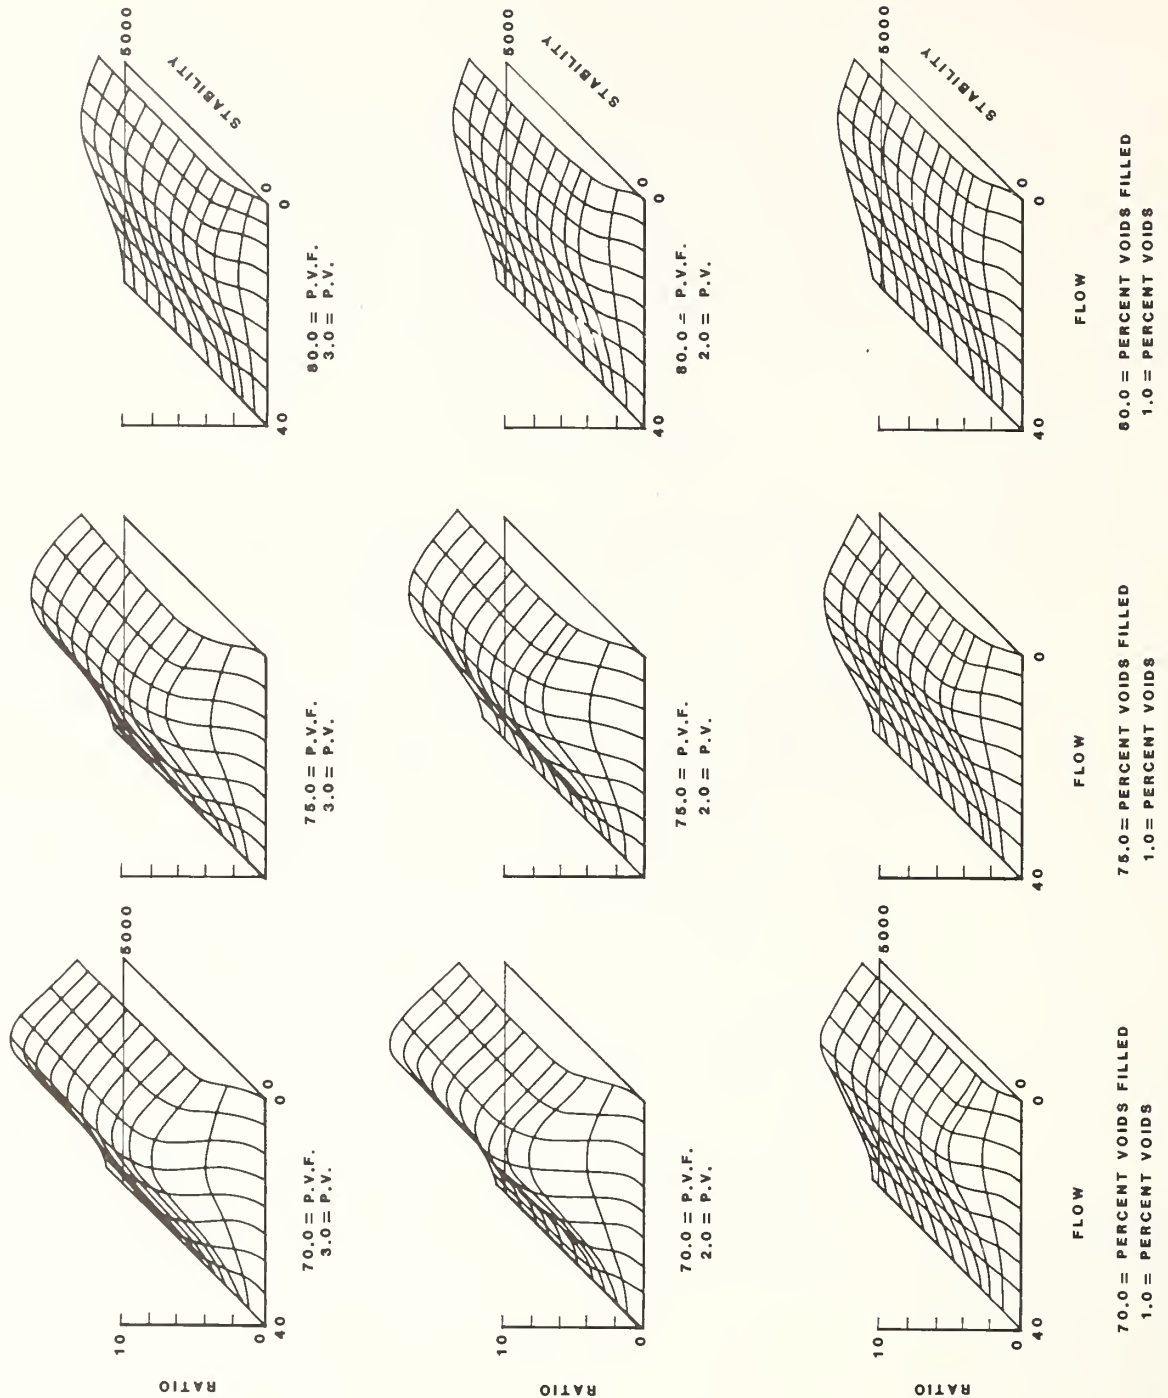 RATIO
10
0
40
0
0
5000
40
0
0
5000
STABILITY
70.0 = P.V.F.
3.0 = P.V.
75.0 = P.V.F.
3.0 = P.V.
80.0 = P.V.F.
3.0 = P.V.
RATIO
10
0
40
0
0
5000
STABILITY
70.0 = P.V.F.
2.0 = P.V.
75.0 = P.V.F.
2.0 = P.V.
80.0 = P.V.F.
2.0 = P.V.
RATIO
10
0
40
0
0
5000
40
0
40
0
0
5000
STABILITY
FLOW
FLOW
FLOW
70.0 = PERCENT VOIDS FILLED
1.0 = PERCENT VOIDS
75.0 = PERCENT VOIDS FILLED
1.0 = PERCENT VOIDS
80.0 = PERCENT VOIDS FILLED
1.0 = PERCENT VOIDS